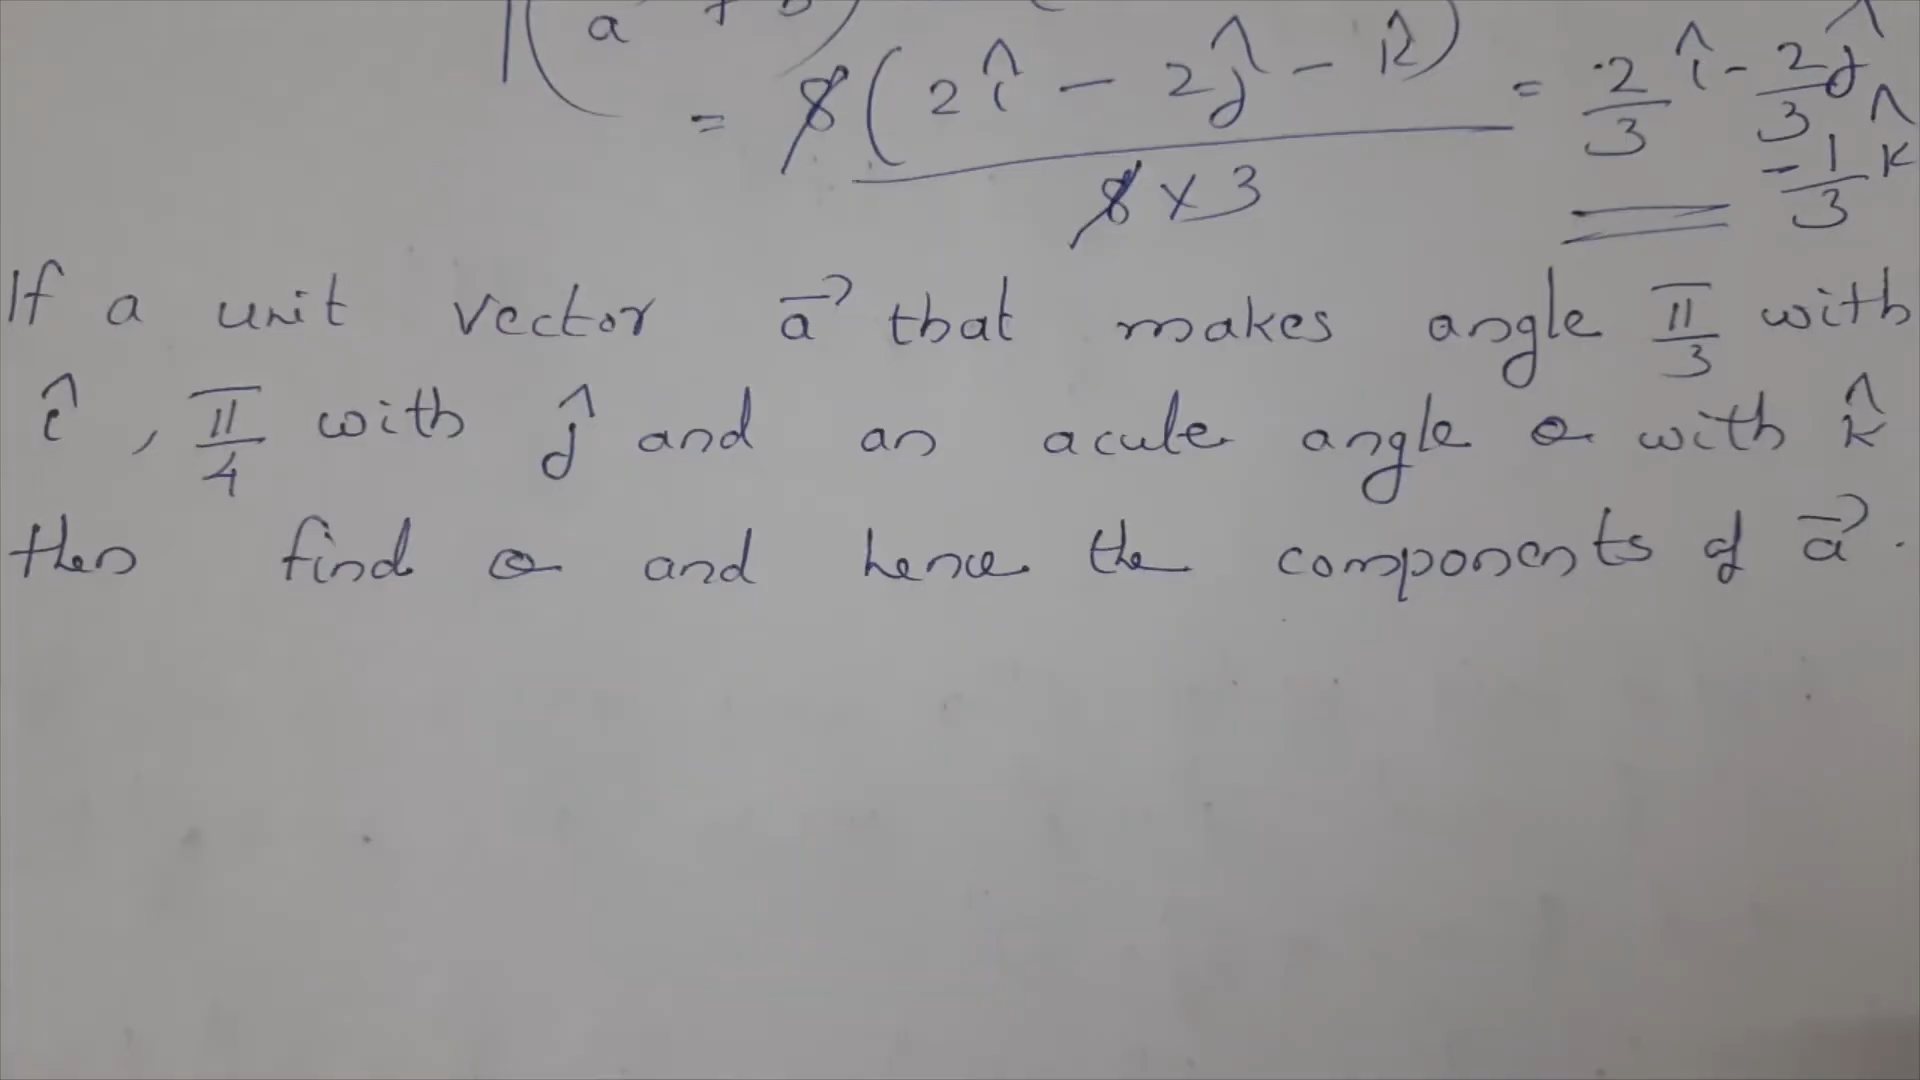 |(a + b)
= 8(2î - 2ĵ - k̂) / 8 x 3 = 2/3 î - 2/3 ĵ - 1/3 k̂
If a unit vector a⃗ that makes angle π/3 with
î, π/4 with ĵ and an acute angle θ with k̂
then find θ and hence the components of a⃗.